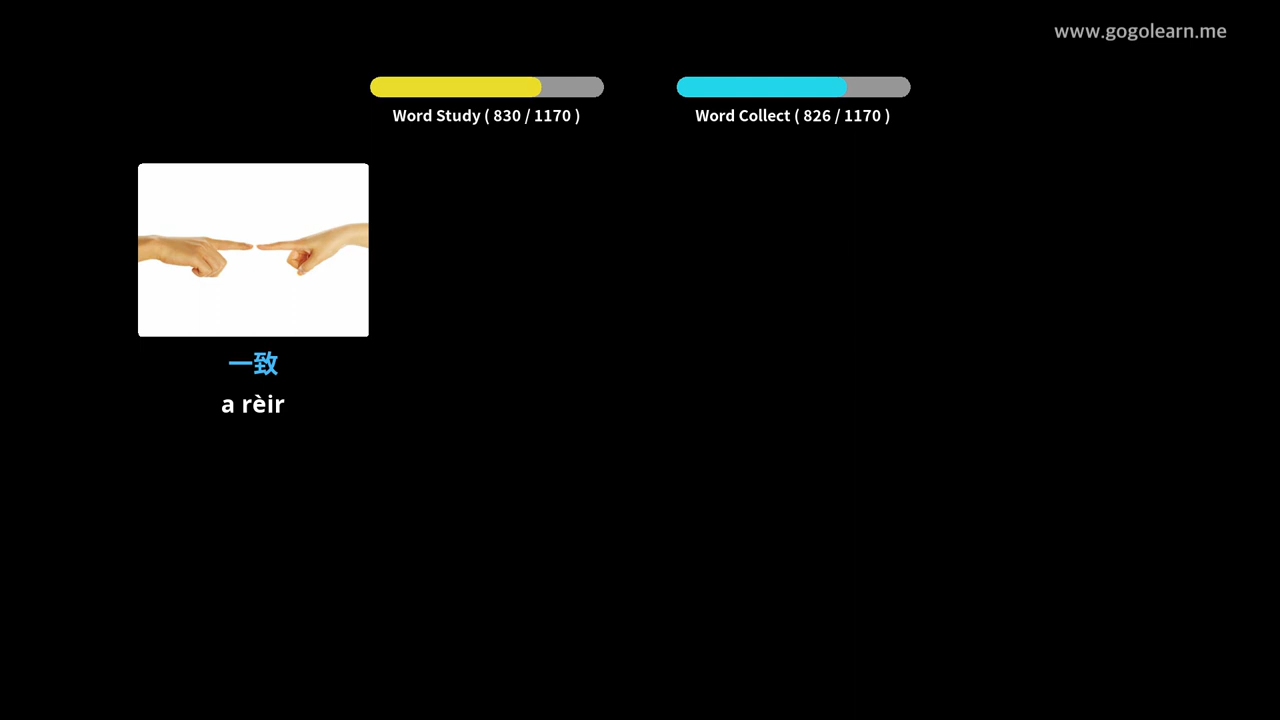 www.gogolearn.me
Word Study ( 830 / 1170 )
Word Collect ( 826 / 1170 )
一致
a rèir